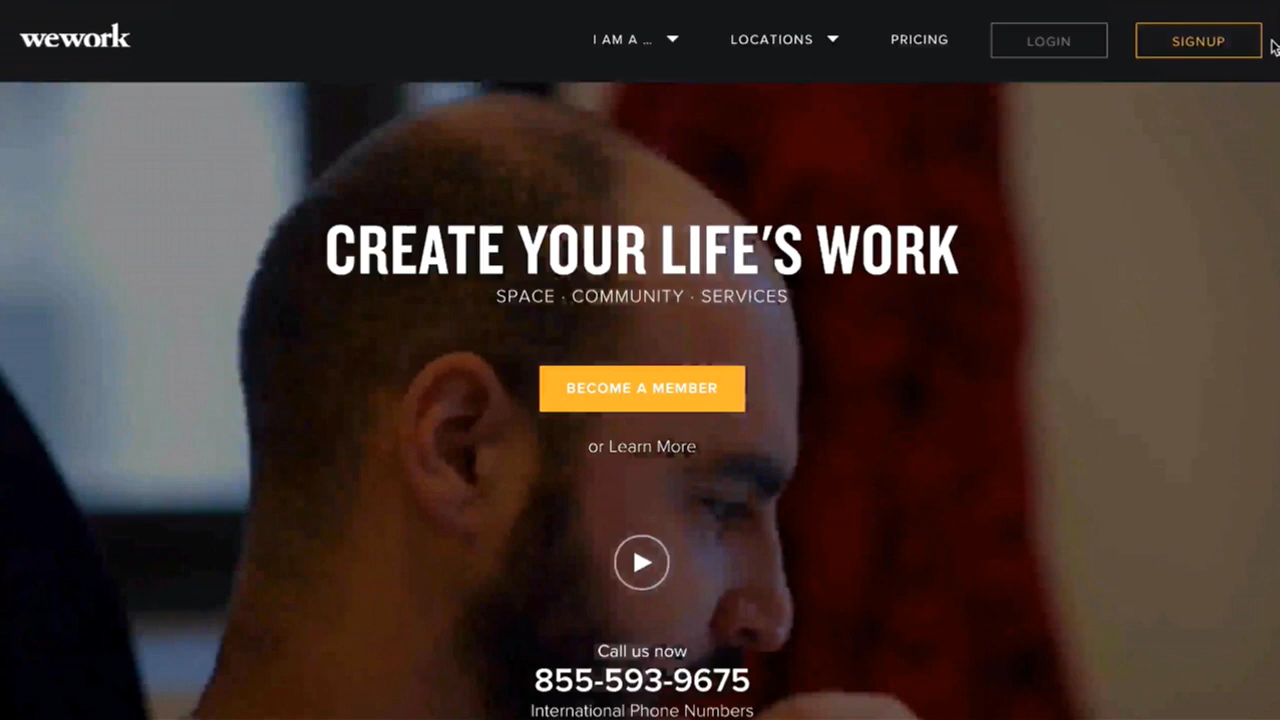 wework
I AM A ...
LOCATIONS
PRICING
LOGIN
SIGNUP
CREATE YOUR LIFE'S WORK
SPACE · COMMUNITY · SERVICES
BECOME A MEMBER
or Learn More
Call us now
855-593-9675
International Phone Numbers